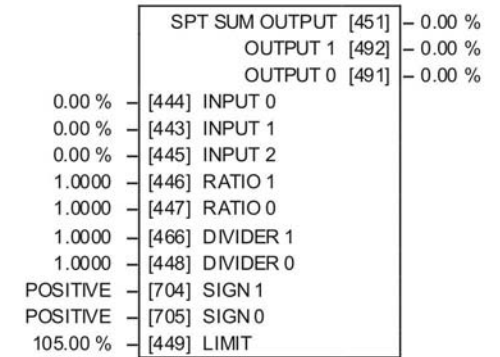 SPT SUM OUTPUT [451] – 0.00 %
OUTPUT 1 [492] – 0.00 %
OUTPUT 0 [491] – 0.00 %
0.00 % – [444] INPUT 0
0.00 % – [443] INPUT 1
0.00 % – [445] INPUT 2
1.0000 – [446] RATIO 1
1.0000 – [447] RATIO 0
1.0000 – [466] DIVIDER 1
1.0000 – [448] DIVIDER 0
POSITIVE – [704] SIGN 1
POSITIVE – [705] SIGN 0
105.00 % – [449] LIMIT